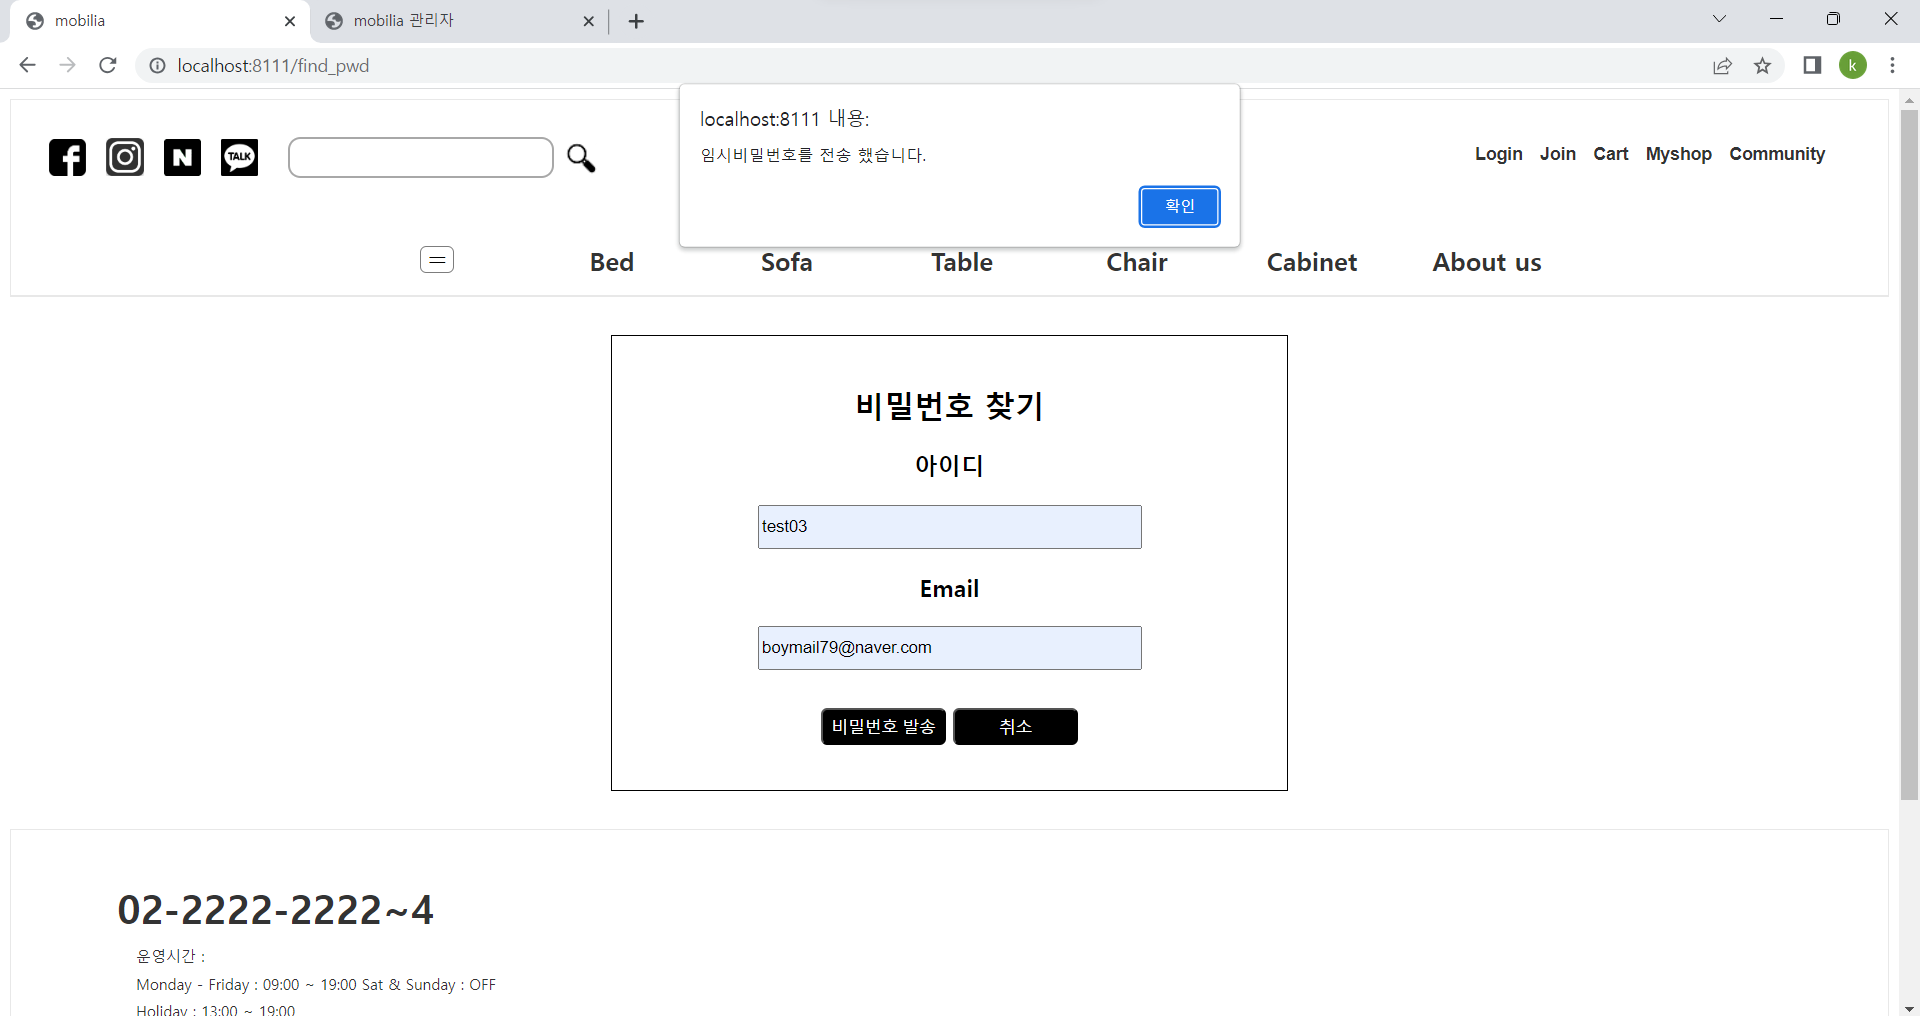 mobilia
mobilia 관리자
localhost:8111/find_pwd
k
localhost:8111 내용:
임시비밀번호를 전송 했습니다.
확인
N
TALK
Login Join Cart Myshop Community
Bed Sofa Table Chair Cabinet About us
비밀번호 찾기
아이디
test03
Email
boymail79@naver.com
비밀번호 발송 취소
02-2222-2222~4
운영시간 :
Monday - Friday : 09:00 ~ 19:00 Sat & Sunday : OFF
Holiday : 13:00 ~ 19:00